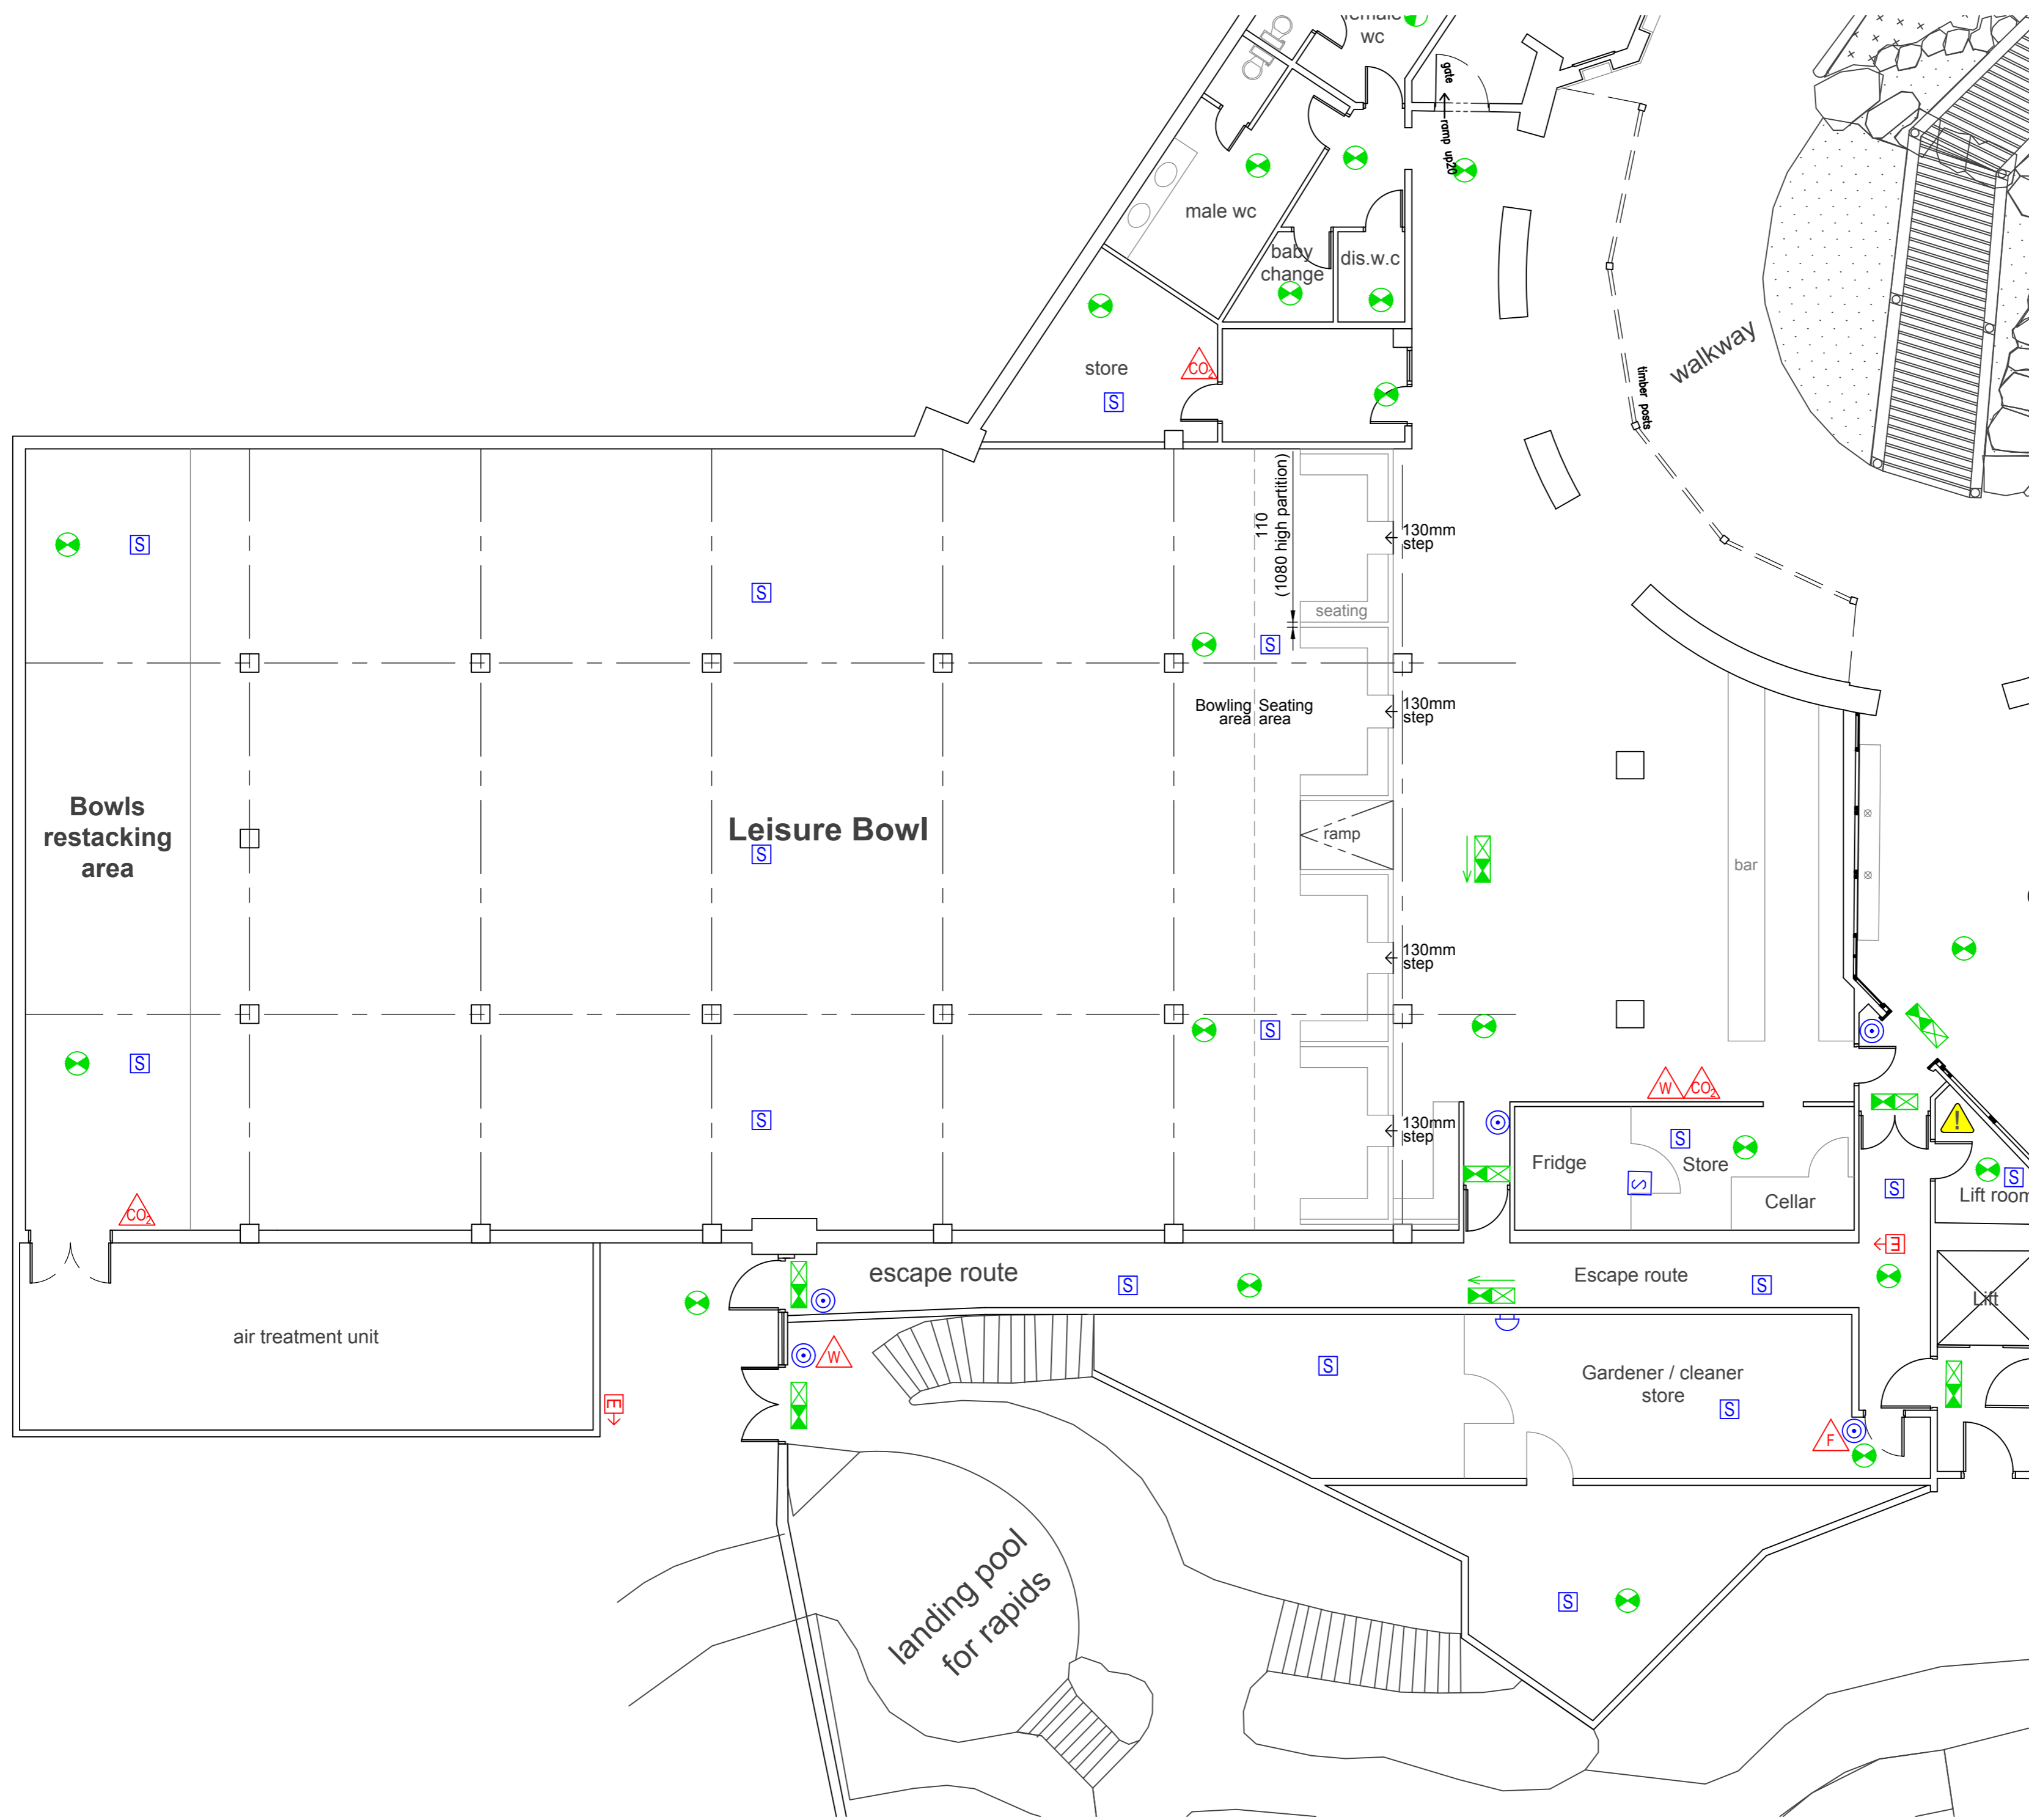 female
wc
gate
ramp up20
male wc
baby
change
dis.w.c
store
CO2
S
walkway
timber posts
110
(1080 high partition)
130mm
step
S
S
seating
S
Bowling
area
Seating
area
130mm
step
Bowls
restacking
area
Leisure Bowl
S
ramp
bar
130mm
step
S
S
S
130mm
step
W
CO2
!
Fridge
S
Store
S
Cellar
S
S
Lift room
CO2
E
escape route
S
Escape route
S
Lift
air treatment unit
W
E
S
Gardener / cleaner
store
S
F
landing pool
for rapids
S